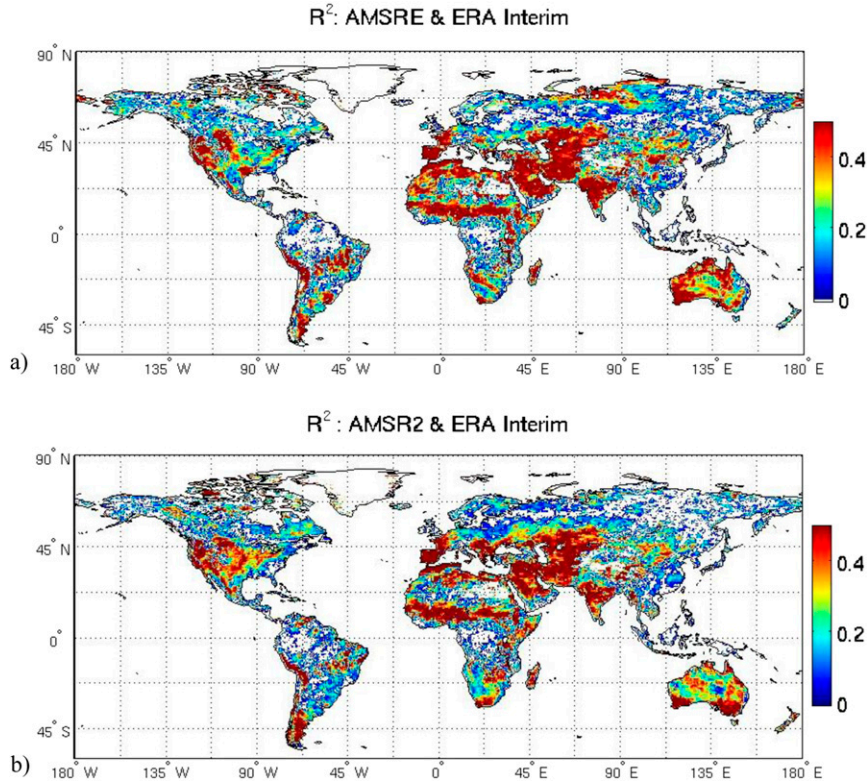 R²: AMSRE & ERA Interim
90° N
45° N
0°
45° S
0.4
0.2
0
a)
180° W 135° W 90° W 45° W 0° 45° E 90° E 135° E 180° E
R² : AMSR2 & ERA Interim
90° N
45° N
0°
45° S
0.4
0.2
0
b)
180° W 135° W 90° W 45° W 0° 45° E 90° E 135° E 180° E